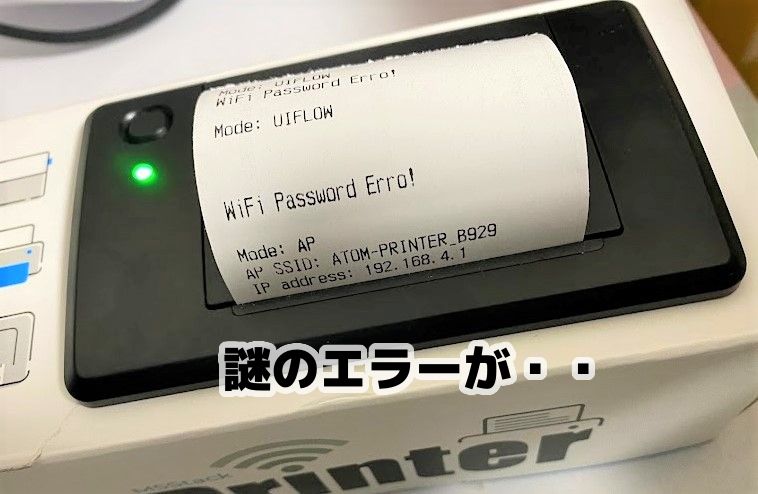 Mode: UIFLOW
WiFi Password Erro!
Mode: UIFLOW
WiFi Password Erro!
Mode: AP
AP SSID: ATOM-PRINTER_B929
IP address: 192.168.4.1
謎のエラーが・・
M5Stack
Printer